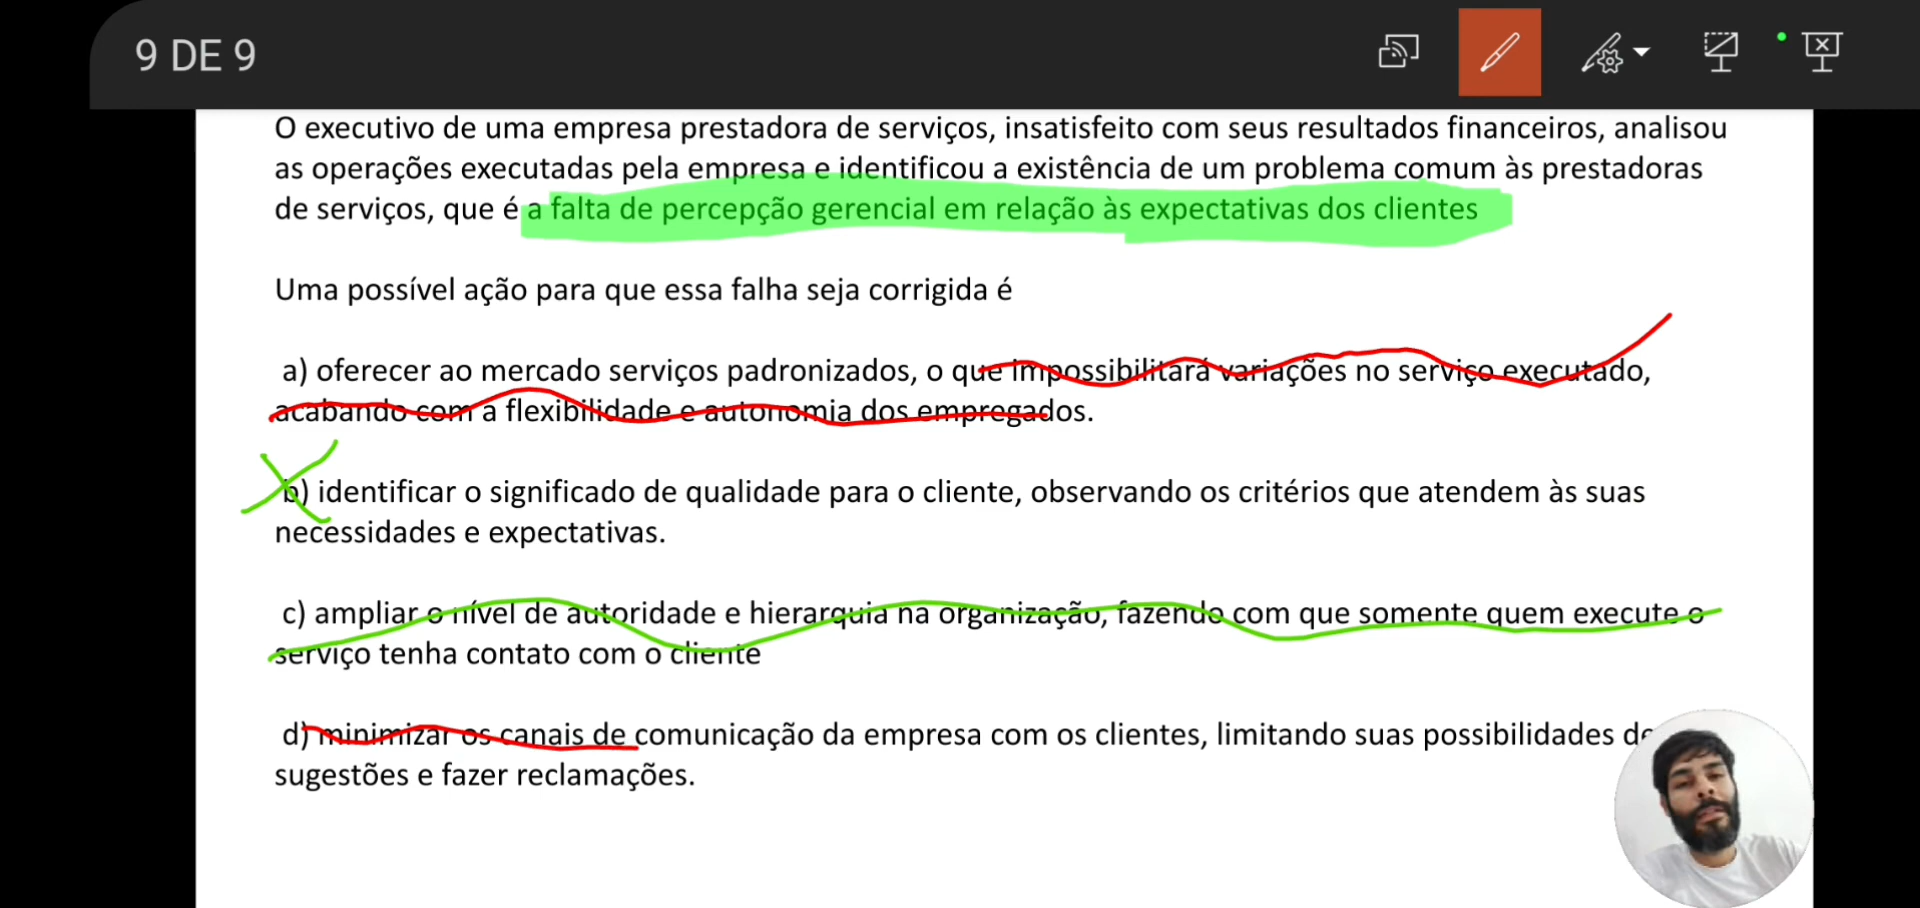 9 DE 9
O executivo de uma empresa prestadora de serviços, insatisfeito com seus resultados financeiros, analisou
as operações executadas pela empresa e identificou a existência de um problema comum às prestadoras
de serviços, que é a falta de percepção gerencial em relação às expectativas dos clientes
Uma possível ação para que essa falha seja corrigida é
a) oferecer ao mercado serviços padronizados, o que impossibilitará variações no serviço executado,
acabando com a flexibilidade e autonomia dos empregados.
b) identificar o significado de qualidade para o cliente, observando os critérios que atendem às suas
necessidades e expectativas.
c) ampliar o nível de autoridade e hierarquia na organização, fazendo com que somente quem execute o
serviço tenha contato com o cliente
d) minimizar os canais de comunicação da empresa com os clientes, limitando suas possibilidades de
sugestões e fazer reclamações.